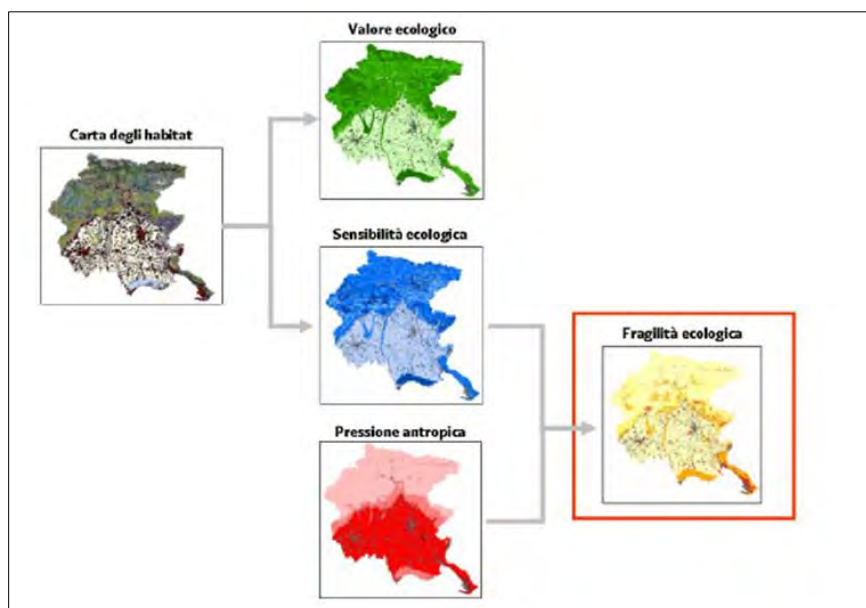 Valore ecologico
Carta degli habitat
Sensibilità ecologica
Fragilità ecologica
Pressione antropica